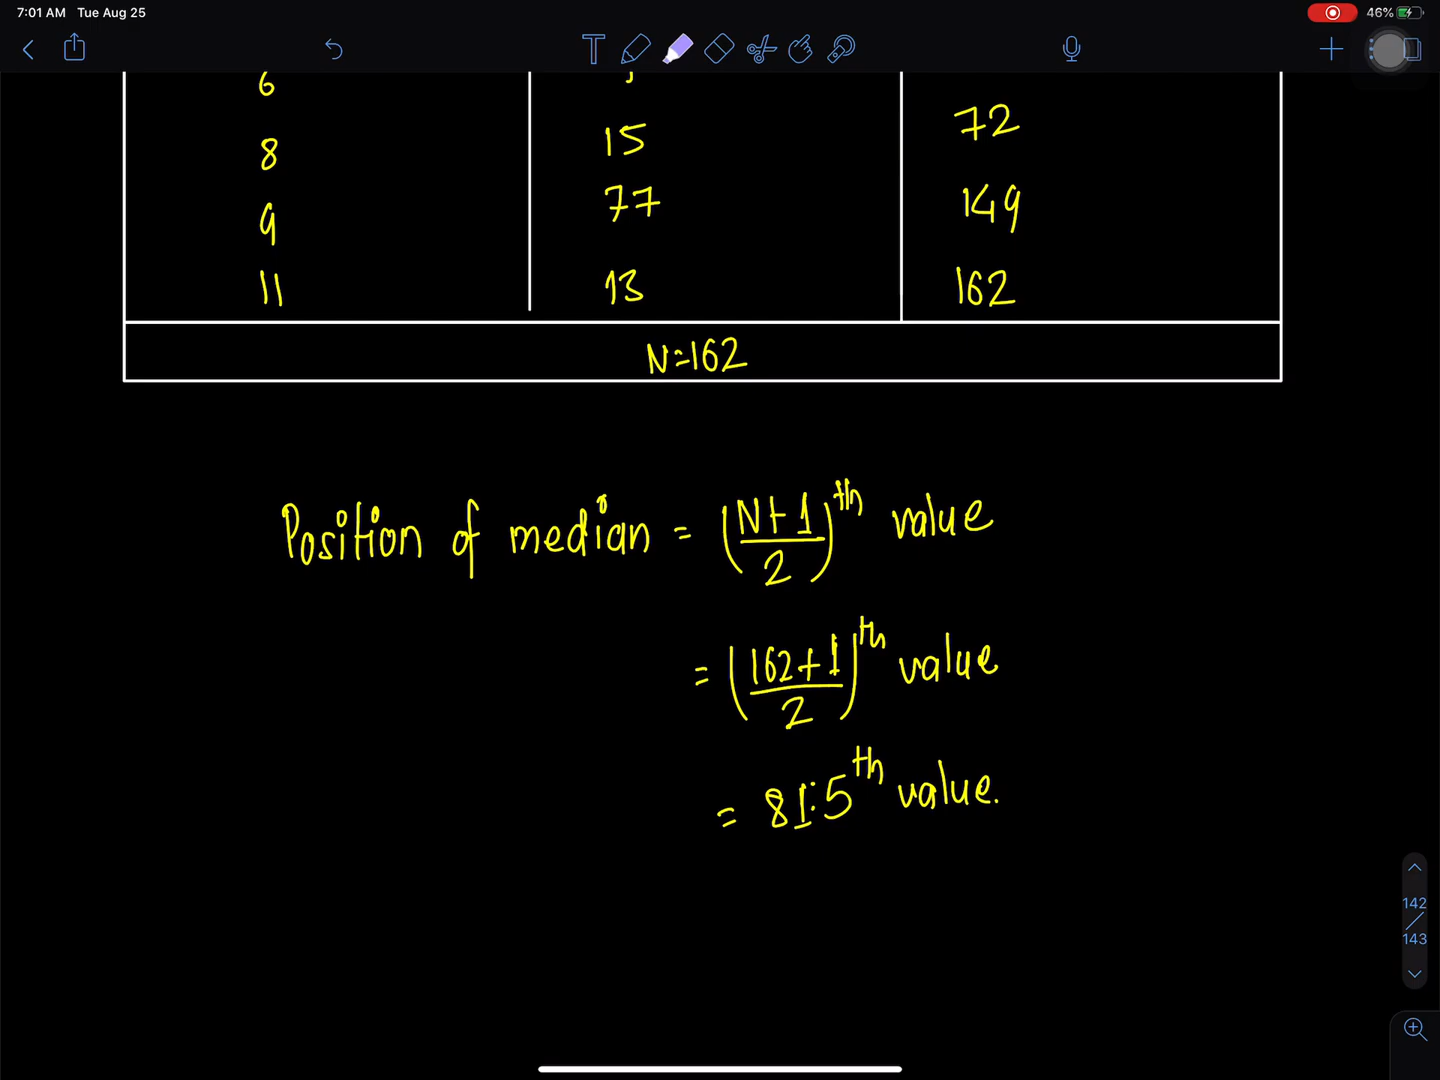 7:01 AM Tue Aug 25 46%
6
8 15 72
9 77 149
11 13 162
N=162
Position of median = (N+1/2)th value
= (162+1/2)th value
= 81.5th value.
142
143